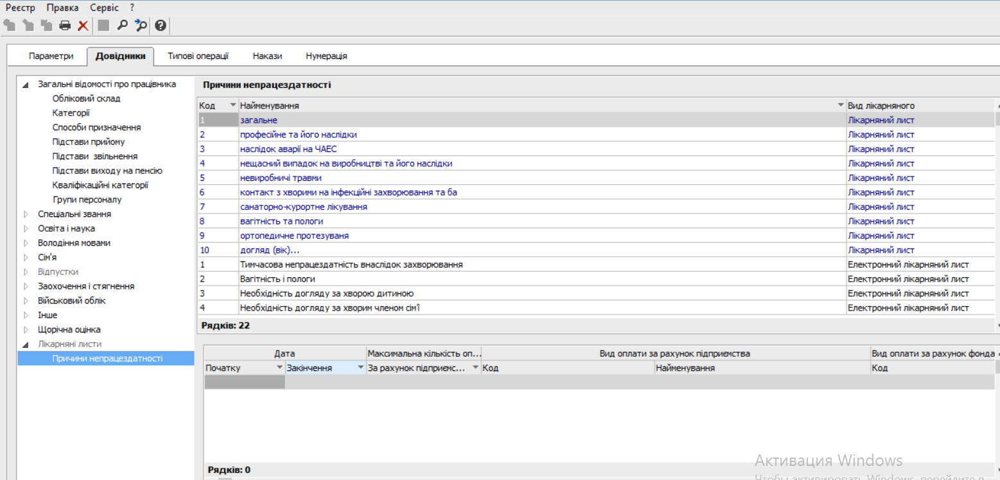 Реєстр Правка Сервіс ?
Параметри Довідники Типові операції Накази Нумерація
Загальні відомості про працівника
Обліковий склад
Категорії
Способи призначення
Підстави прийому
Підстави звільнення
Підстави виходу на пенсію
Кваліфікаційні категорії
Групи персоналу
Спеціальні звання
Освіта і наука
Володіння мовами
Сім'я
Відпустки
Заохочення і стягнення
Військовий облік
Інше
Щорічна оцінка
Лікарняні листи
Причини непрацездатності
Причини непрацездатності
Код Найменування Вид лікарняного
1 загальне Лікарняний лист
2 професійне та його наслідки Лікарняний лист
3 наслідок аварії на ЧАЕС Лікарняний лист
4 нещасний випадок на виробництві та його наслідки Лікарняний лист
5 невиробничі травми Лікарняний лист
6 контакт з хворими на інфекційні захворювання та ба Лікарняний лист
7 санаторно-курортне лікування Лікарняний лист
8 вагітність та пологи Лікарняний лист
9 ортопедичне протезуваня Лікарняний лист
10 догляд (вік)... Лікарняний лист
1 Тимчасова непрацездатність внаслідок захворювання Електронний лікарняний лист
2 Вагітність і пологи Електронний лікарняний лист
3 Необхідність догляду за хворою дитиною Електронний лікарняний лист
4 Необхідність догляду за хворим членом сім'ї Електронний лікарняний лист
Рядків: 22
Дата Максимальна кількість оп... Вид оплати за рахунок підприємства Вид оплати за рахунок фонда
Початку Закінчення За рахунок підприємс... Код Найменування Код
Рядків: 0
Активация Windows
Чтобы активировать Windows, перейдите в